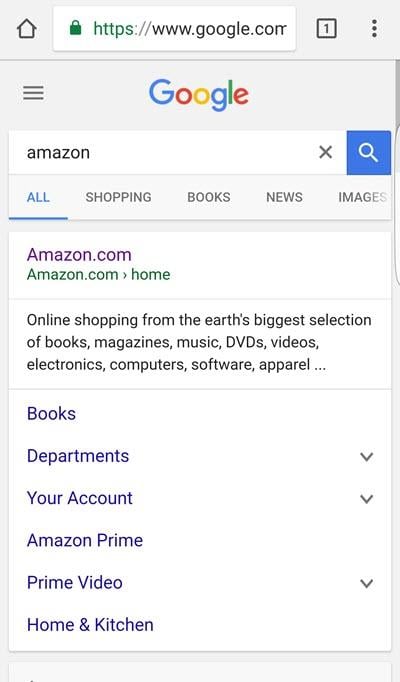 https://www.google.com
1
Google
amazon
ALL SHOPPING BOOKS NEWS IMAGES
Amazon.com
Amazon.com › home
Online shopping from the earth's biggest selection
of books, magazines, music, DVDs, videos,
electronics, computers, software, apparel ...
Books
Departments
Your Account
Amazon Prime
Prime Video
Home & Kitchen